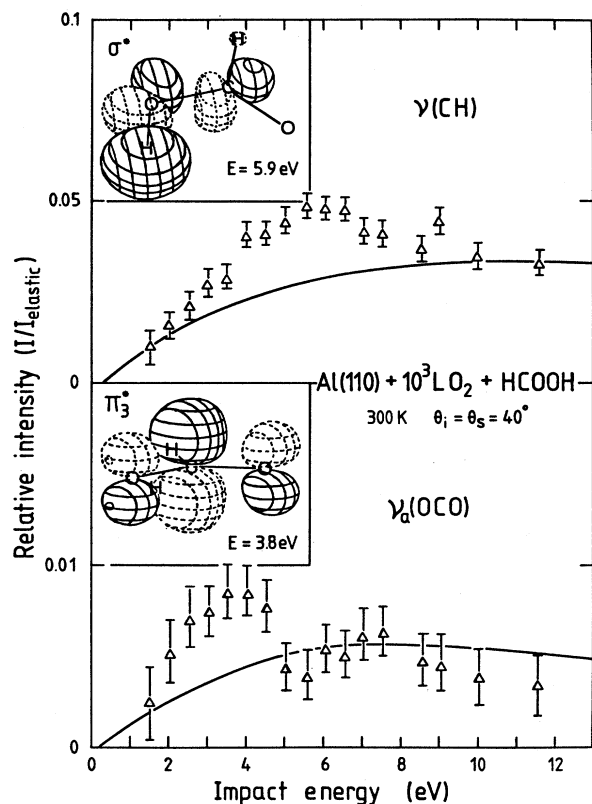 0.1
σ*
H
H
O
E = 5.9 eV
ν(CH)
0.05
0
Relative intensity (I/Ielastic)
Al(110) + 10³L O₂ + HCOOH
300 K θi = θs = 40°
π₃*
H
H
E = 3.8 eV
νa(OCO)
0.01
0
0 2 4 6 8 10 12
Impact energy (eV)